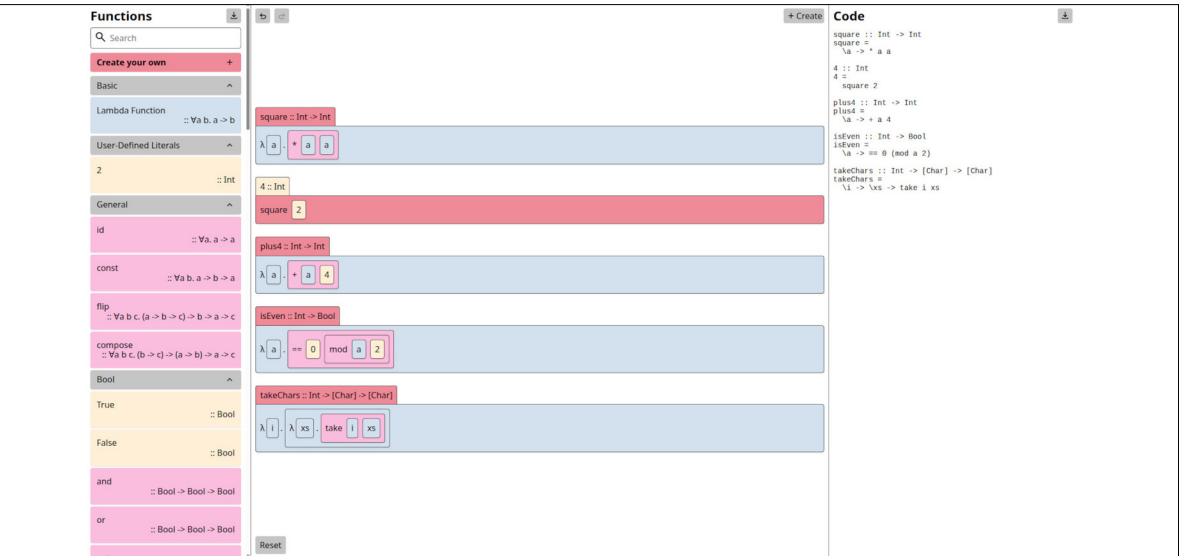 Functions
Search
Create your own +
Basic
Lambda Function
:: ∀a b. a -> b
User-Defined Literals
2
:: Int
General
id
:: ∀a. a -> a
const
:: ∀a b. a -> b -> a
flip
:: ∀a b c. (a -> b -> c) -> b -> a -> c
compose
:: ∀a b c. (b -> c) -> (a -> b) -> a -> c
Bool
True
:: Bool
False
:: Bool
and
:: Bool -> Bool -> Bool
or
:: Bool -> Bool -> Bool
+ Create
square :: Int -> Int
λ a . * a a
4 :: Int
square 2
plus4 :: Int -> Int
λ a . + a 4
isEven :: Int -> Bool
λ a . == 0 mod a 2
takeChars :: Int -> [Char] -> [Char]
λ i . λ xs . take i xs
Reset
Code
square :: Int -> Int
square =
\a -> * a a
4 :: Int
4 =
square 2
plus4 :: Int -> Int
plus4 =
\a -> + a 4
isEven :: Int -> Bool
isEven =
\a -> == 0 (mod a 2)
takeChars :: Int -> [Char] -> [Char]
takeChars =
\i -> \xs -> take i xs